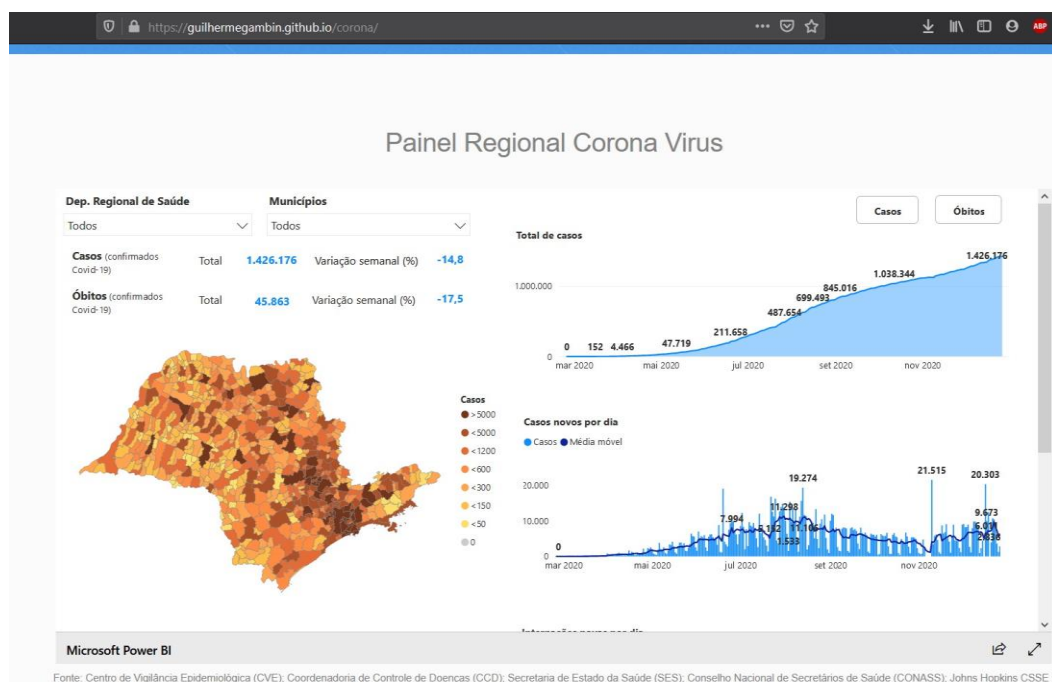 https://guilhermegambin.github.io/corona/
ABP
Painel Regional Corona Virus
Dep. Regional de Saúde
Municípios
Todos
Todos
Casos (confirmados Covid-19) Total 1.426.176 Variação semanal (%) -14,8
Óbitos (confirmados Covid-19) Total 45.863 Variação semanal (%) -17,5
Casos
>5000
<5000
<1200
<600
<300
<150
<50
0
Casos
Óbitos
Total de casos
1.000.000
0
0 152 4.466 47.719 211.658 487.654 699.493 845.016 1.038.344 1.426.176
mar 2020 mai 2020 jul 2020 set 2020 nov 2020
Casos novos por dia
Casos Média móvel
20.000
10.000
0
0 7.994 11.298 19.274 11.106 1.533 21.515 20.303 9.673
mar 2020 mai 2020 jul 2020 set 2020 nov 2020
Microsoft Power BI
Fonte: Centro de Vigilância Epidemiológica (CVE); Coordenadoria de Controle de Doenças (CCD); Secretaria de Estado da Saúde (SES); Conselho Nacional de Secretários de Saúde (CONASS); Johns Hopkins CSSE